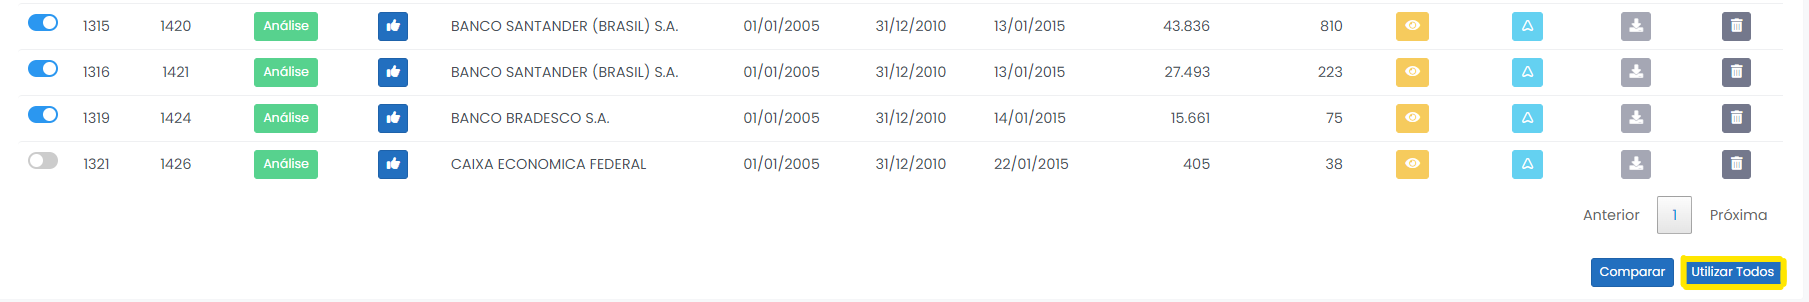 1315 1420 Análise BANCO SANTANDER (BRASIL) S.A. 01/01/2005 31/12/2010 13/01/2015 43.836 810
1316 1421 Análise BANCO SANTANDER (BRASIL) S.A. 01/01/2005 31/12/2010 13/01/2015 27.493 223
1319 1424 Análise BANCO BRADESCO S.A. 01/01/2005 31/12/2010 14/01/2015 15.661 75
1321 1426 Análise CAIXA ECONOMICA FEDERAL 01/01/2005 31/12/2010 22/01/2015 405 38
Anterior 1 Próxima
Comparar Utilizar Todos